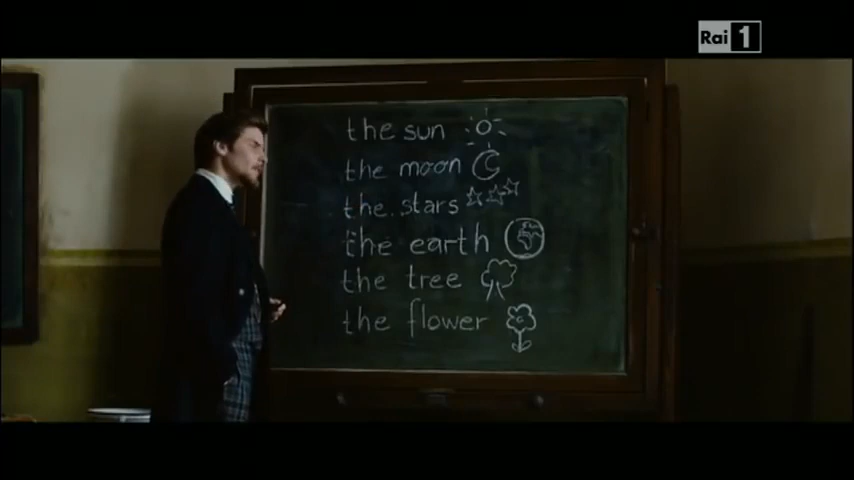 Rai 1
the sun
the moon
the stars
the earth
the tree
the flower